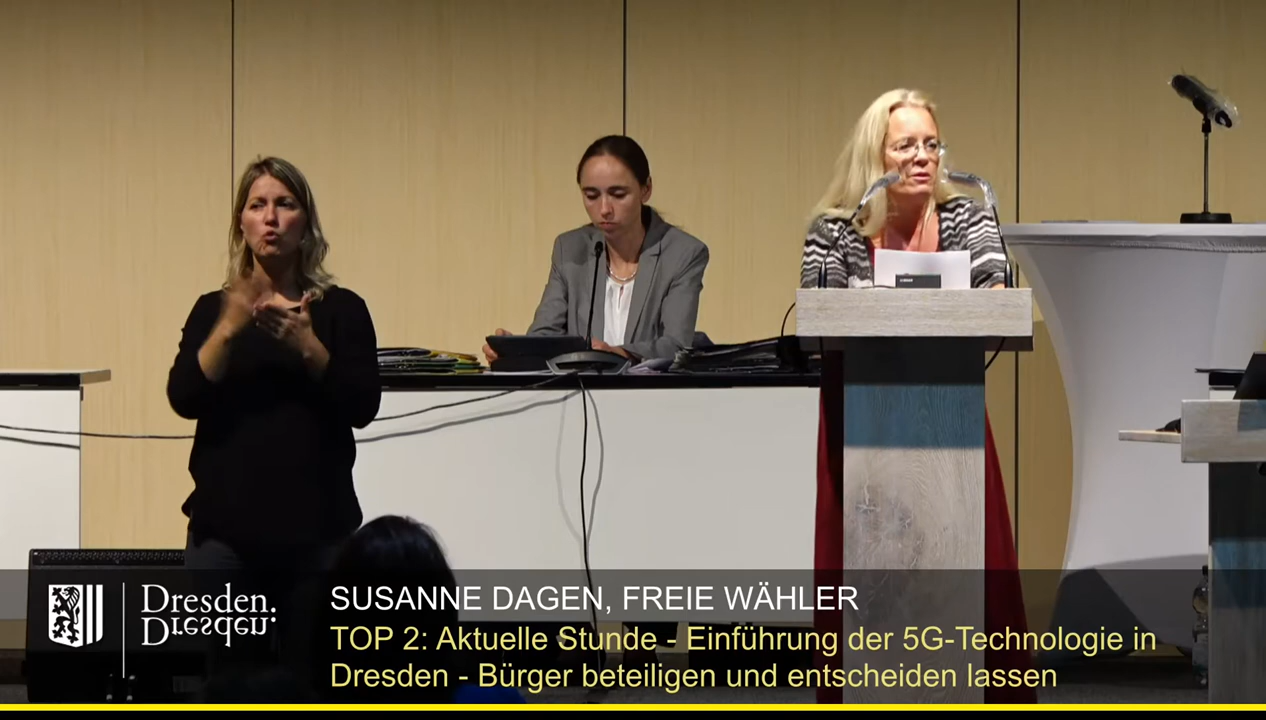 Dresden.
Dresden.
SUSANNE DAGEN, FREIE WÄHLER
TOP 2: Aktuelle Stunde - Einführung der 5G-Technologie in
Dresden - Bürger beteiligen und entscheiden lassen